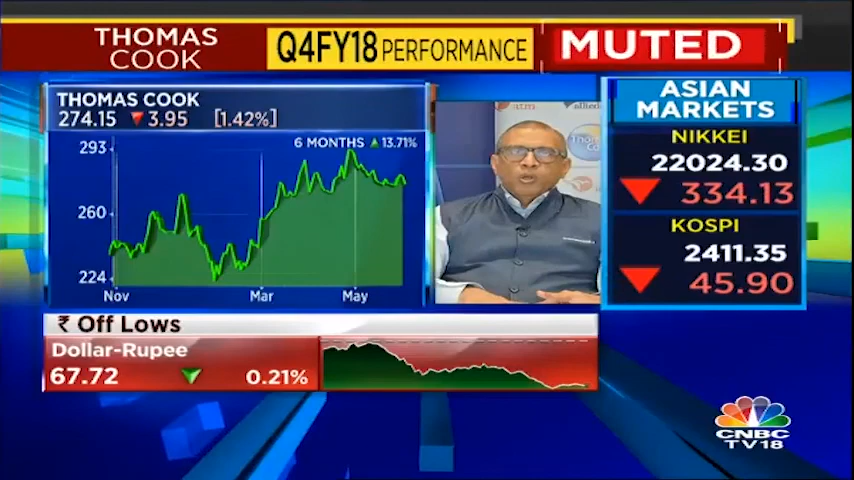 THOMAS
COOK
Q4FY18 PERFORMANCE
MUTED
THOMAS COOK
274.15 3.95 [1.42%]
6 MONTHS 13.71%
293
260
224
Nov Mar May
atm
ASIAN
MARKETS
NIKKEI
22024.30
334.13
KOSPI
2411.35
45.90
₹ Off Lows
Dollar-Rupee
67.72 0.21%
CNBC
TV18